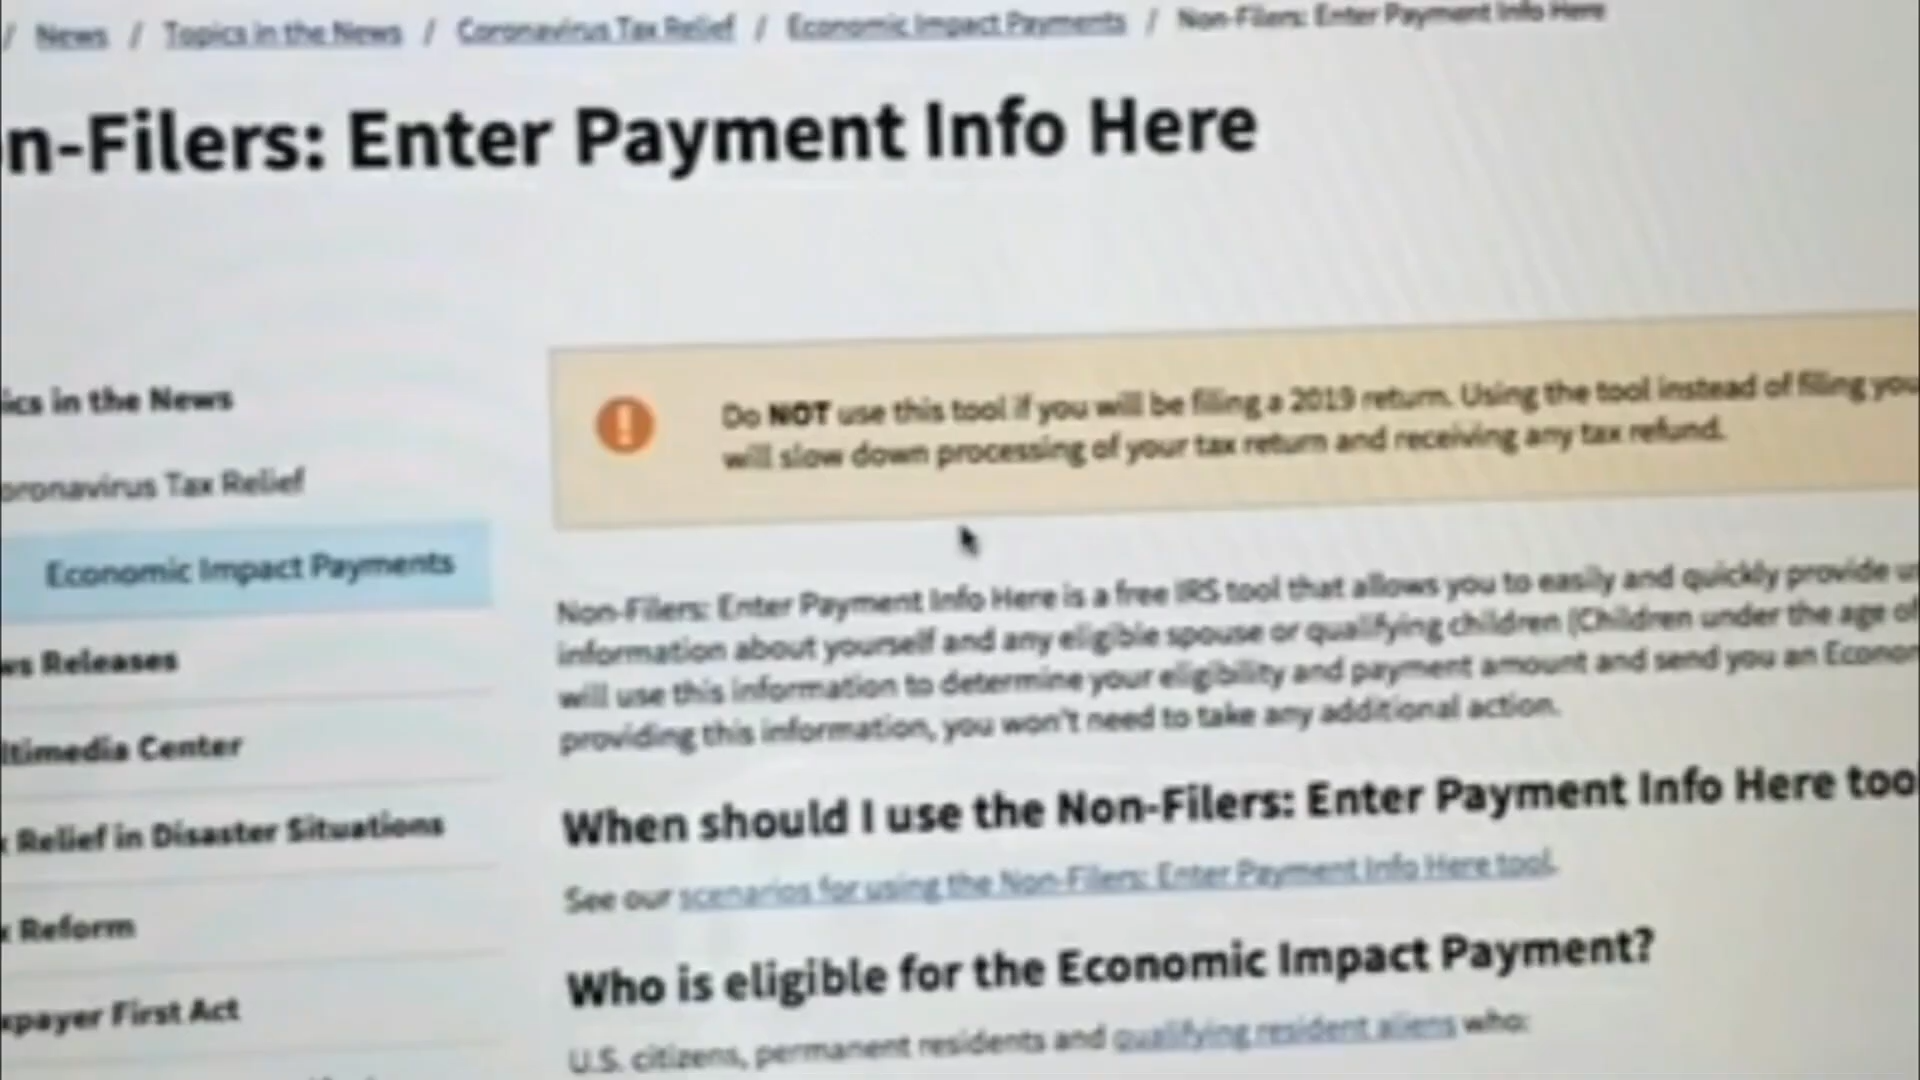 / News / Topics in the News / Coronavirus Tax Relief / Economic Impact Payments / Non-Filers: Enter Payment Info Here
n-Filers: Enter Payment Info Here
ics in the News
oronavirus Tax Relief
Economic Impact Payments
ws Releases
ltimedia Center
x Relief in Disaster Situations
x Reform
xpayer First Act
Do NOT use this tool if you will be filing a 2019 return. Using the tool instead of filing you
will slow down processing of your tax return and receiving any tax refund.
Non-Filers: Enter Payment Info Here is a free IRS tool that allows you to easily and quickly provide u
information about yourself and any eligible spouse or qualifying children (Children under the age of
will use this information to determine your eligibility and payment amount and send you an Econo
providing this information, you won't need to take any additional action.
When should I use the Non-Filers: Enter Payment Info Here too
See our scenarios for using the Non-Filers: Enter Payment Info Here tool.
Who is eligible for the Economic Impact Payment?
U.S. citizens, permanent residents and qualifying resident aliens who: